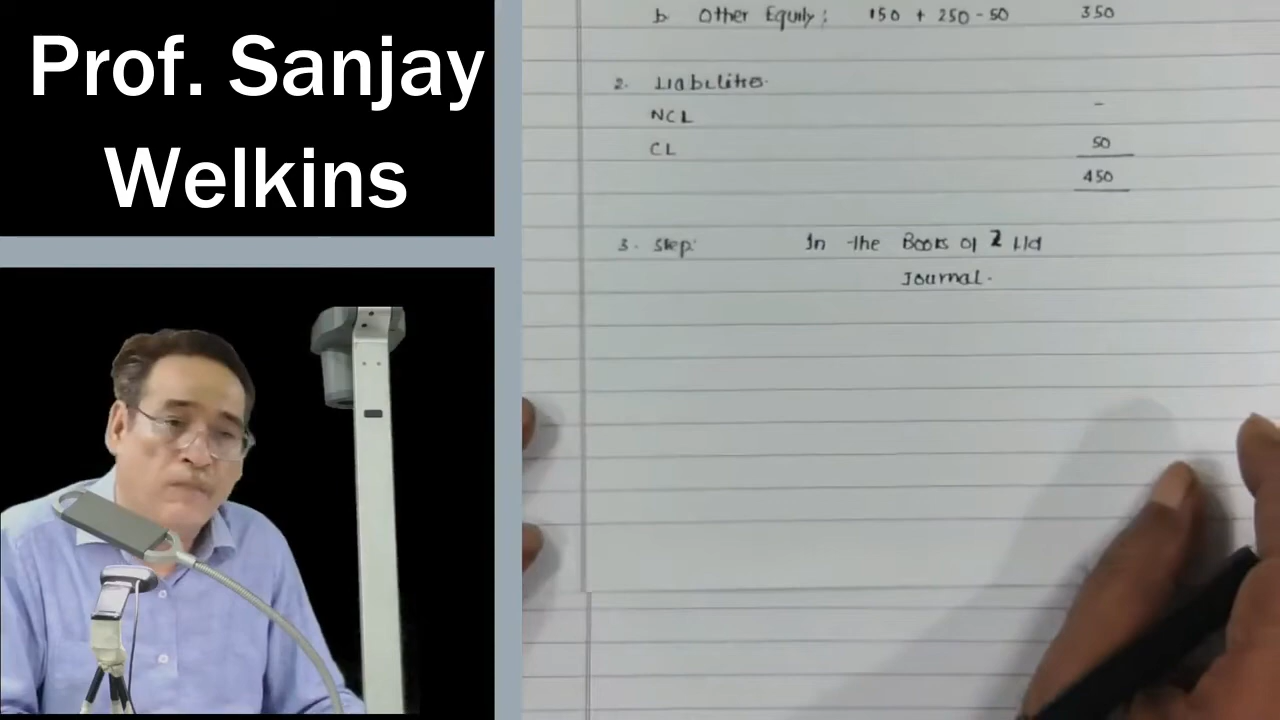 Prof. Sanjay
Welkins
b Other Equity : 150 + 250 - 50 350
2. Liabilities.
NCL -
CL 50
450
3. Step: In the Books of Z Ltd
Journal.